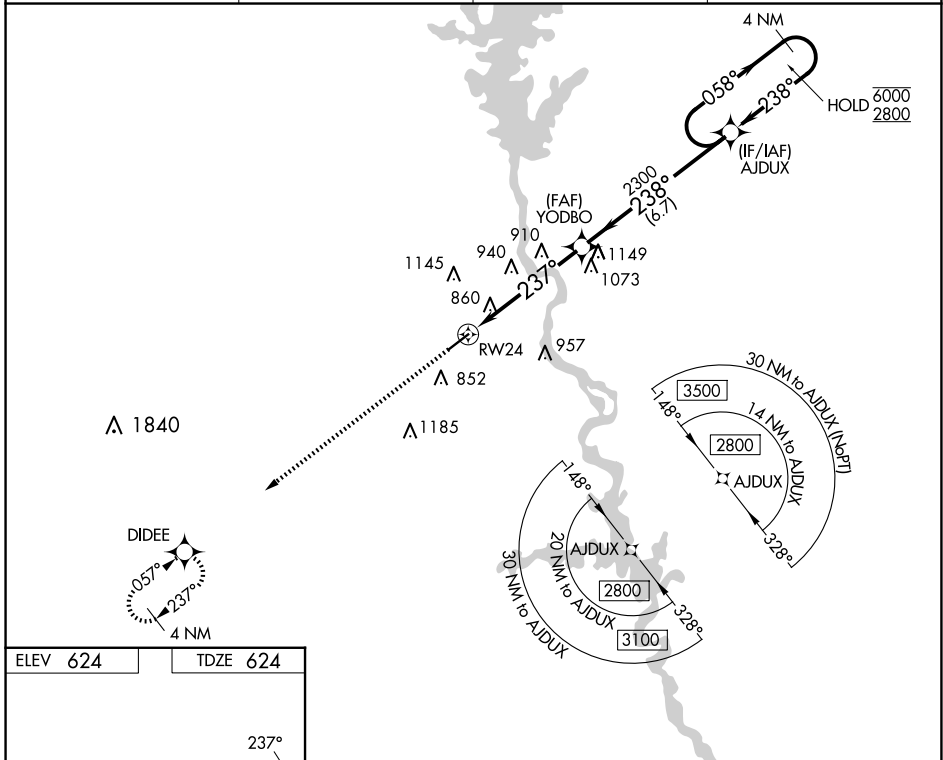 4 NM
058°
238°
HOLD 6000
2800
(IF/IAF)
AJDUX
2300
238°
(6.7)
(FAF)
YODBO
910
940
1149
1145
1073
237°
860
RW24
957
852
1840
1185
30 NM to AJDUX (NoPT)
3500
148°
14 NM to AJDUX
2800
AJDUX
328°
148°
DIDEE
AJDUX
057°
237°
20 NM to AJDUX
30 NM to AJDUX
2800
328°
4 NM
3100
ELEV 624
TDZE 624
237°